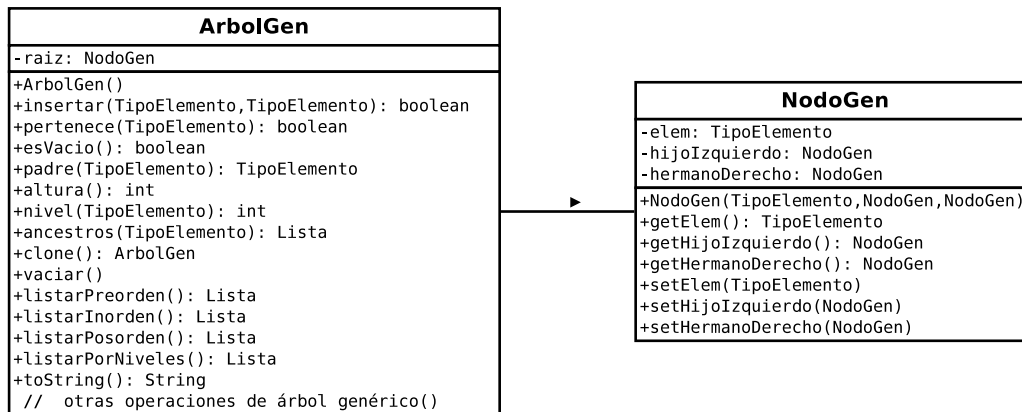 ArbolGen
-raiz: NodoGen
+ArbolGen()
+insertar(TipoElemento,TipoElemento): boolean
+pertenece(TipoElemento): boolean
+esVacio(): boolean
+padre(TipoElemento): TipoElemento
+altura(): int
+nivel(TipoElemento): int
+ancestros(TipoElemento): Lista
+clone(): ArbolGen
+vaciar()
+listarPreorden(): Lista
+listarInorden(): Lista
+listarPosorden(): Lista
+listarPorNiveles(): Lista
+toString(): String
// otras operaciones de árbol genérico()
NodoGen
-elem: TipoElemento
-hijoIzquierdo: NodoGen
-hermanoDerecho: NodoGen
+NodoGen(TipoElemento,NodoGen,NodoGen)
+getElem(): TipoElemento
+getHijoIzquierdo(): NodoGen
+getHermanoDerecho(): NodoGen
+setElem(TipoElemento)
+setHijoIzquierdo(NodoGen)
+setHermanoDerecho(NodoGen)